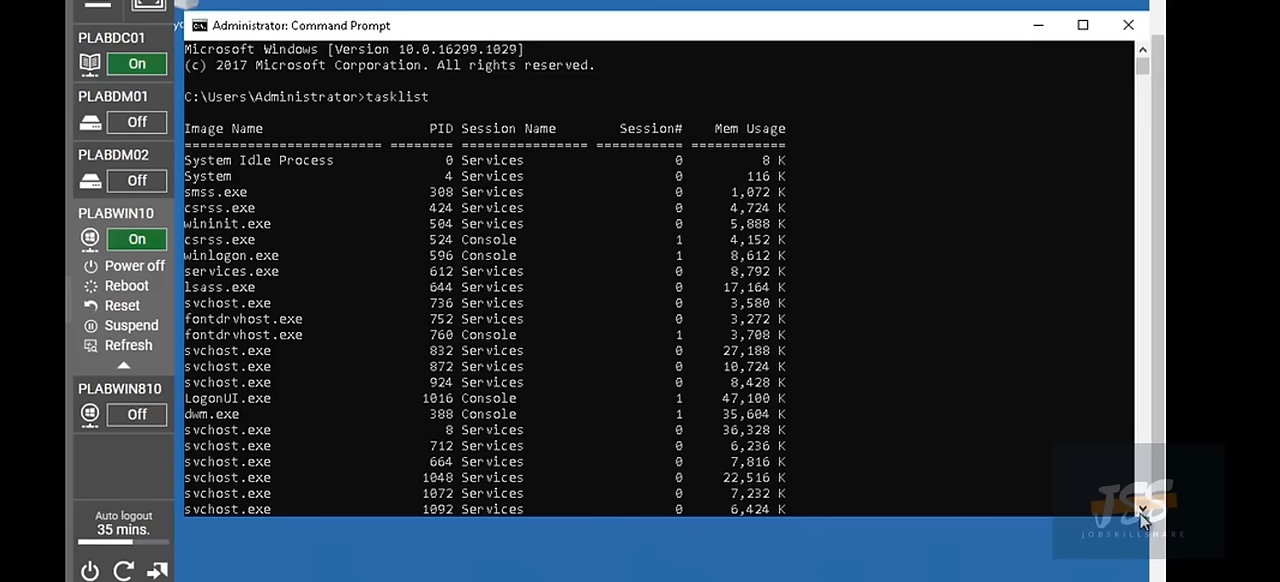 PLABDC01
On
PLABDM01
Off
PLABDM02
Off
PLABWIN10
On
Power off
Reboot
Reset
Suspend
Refresh
PLABWIN810
Off
Auto logout
35 mins.
Administrator: Command Prompt
Microsoft Windows [Version 10.0.16299.1029]
(c) 2017 Microsoft Corporation. All rights reserved.
C:\Users\Administrator>tasklist
Image Name PID Session Name Session# Mem Usage
========================= ======== ================ =========== ============
System Idle Process 0 Services 0 8 K
System 4 Services 0 116 K
smss.exe 308 Services 0 1,072 K
csrss.exe 424 Services 0 4,724 K
wininit.exe 504 Services 0 5,888 K
csrss.exe 524 Console 1 4,152 K
winlogon.exe 596 Console 1 8,612 K
services.exe 612 Services 0 8,792 K
lsass.exe 644 Services 0 17,164 K
svchost.exe 736 Services 0 3,580 K
fontdrvhost.exe 752 Services 0 3,272 K
fontdrvhost.exe 760 Console 1 3,708 K
svchost.exe 832 Services 0 27,188 K
svchost.exe 872 Services 0 10,724 K
svchost.exe 924 Services 0 8,428 K
LogonUI.exe 1016 Console 1 47,100 K
dwm.exe 388 Console 1 35,604 K
svchost.exe 8 Services 0 36,328 K
svchost.exe 712 Services 0 6,236 K
svchost.exe 664 Services 0 7,816 K
svchost.exe 1048 Services 0 22,516 K
svchost.exe 1072 Services 0 7,232 K
svchost.exe 1092 Services 0 6,424 K
JSS
JOBSKILLSHARE